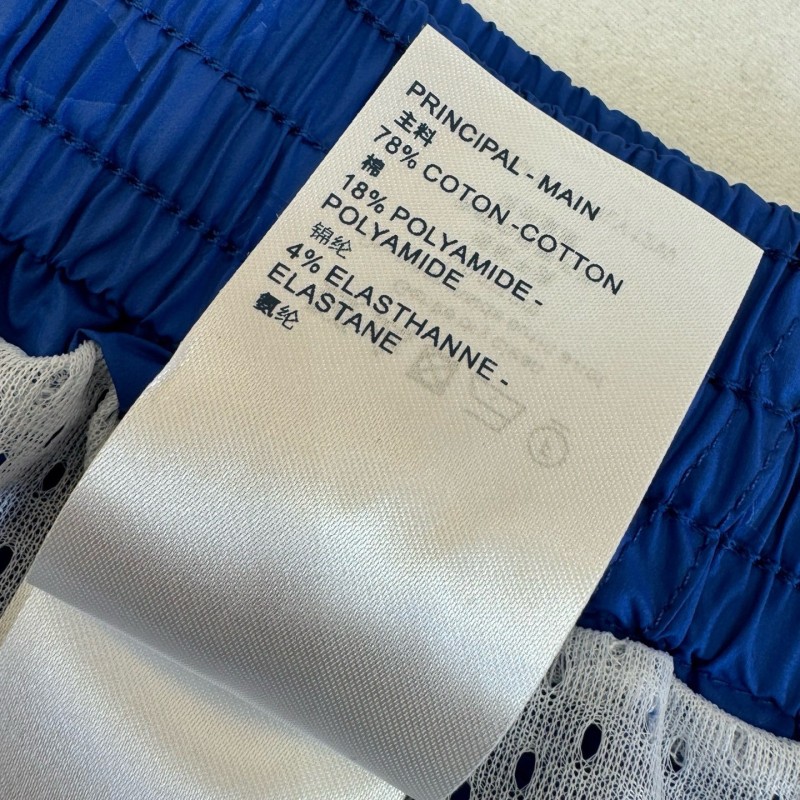 PRINCIPAL - MAIN
主料
78% COTON -COTTON
棉
18% POLYAMIDE -
POLYAMIDE
锦纶
4% ELASTHANNE -
ELASTANE
氨纶